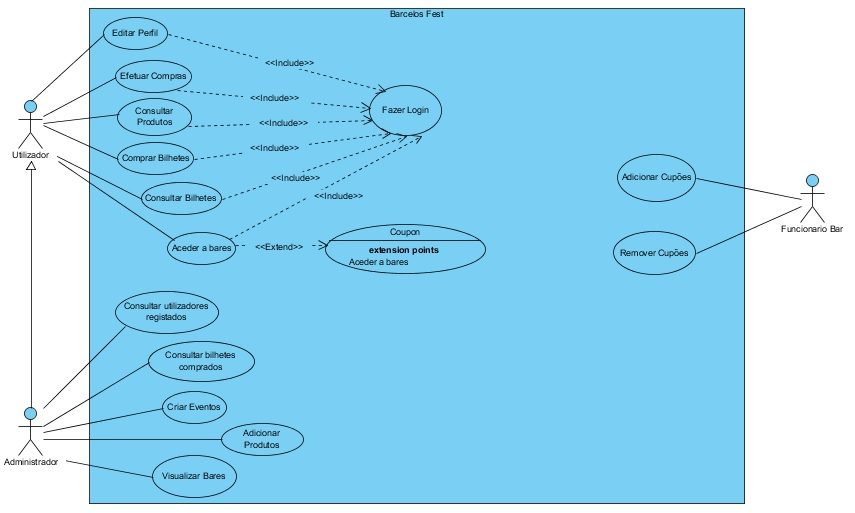 Barcelos Fest
Editar Perfil
<<Include>>
Efetuar Compras
<<Include>>
Fazer Login
Consultar
Produtos
<<Include>>
Utilizador
Comprar Bilhetes
<<Include>>
Consultar Bilhetes
<<Include>>
<<Include>>
Adicionar Cupões
Funcionario Bar
Aceder a bares
<<Extend>>
Coupon
extension points
Aceder a bares
Remover Cupões
Consultar utilizadores
registados
Consultar bilhetes
comprados
Criar Eventos
Adicionar
Produtos
Administrador
Visualizar Bares